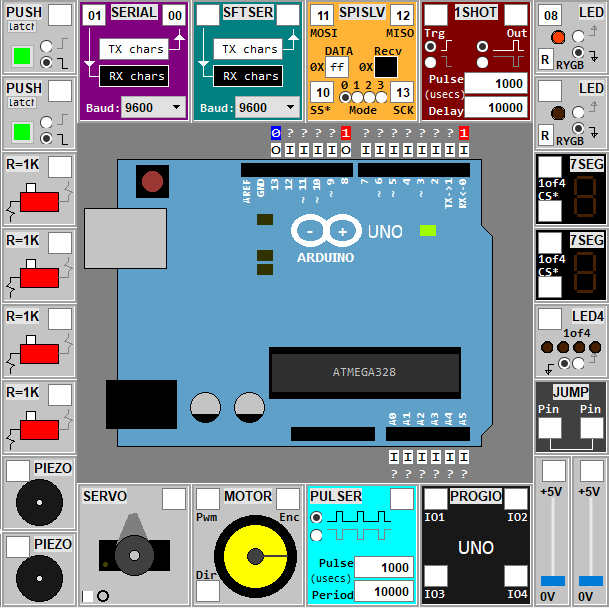 PUSH
Latch
PUSH
Latch
R=1K
R=1K
R=1K
R=1K
PIEZO
PIEZO
01 SERIAL 00
TX chars
RX chars
Baud: 9600
SFTSER
TX chars
RX chars
Baud: 9600
11 SPISLV 12
MOSI MISO
DATA Recv
0X ff 0X
10 0 1 2 3 13
SS* Mode SCK
1SHOT
Trg Out
Pulse 1000
(usecs)
Delay 10000
08 LED
R RYGB
LED
R RYGB
7SEG
1of4
CS*
7SEG
1of4
CS*
LED4
1of4
JUMP
Pin Pin
+5V +5V
0V 0V
0 ? ? ? ? 1 ? ? ? ? ? ? ? 1
O I I I I O I I I I I I I I
AREF
GND
13
12
~11
~10
~9
8
7
~6
~5
4
~3
2
TX→1
RX←0
- +
UNO
ARDUINO
ATMEGA328
A0
A1
A2
A3
A4
A5
I I I I I I
? ? ? ? ? ?
SERVO
MOTOR
Pwm Enc
Dir
PULSER
Pulse 1000
(usecs)
Period 10000
PROGIO
IO1 IO2
UNO
IO3 IO4